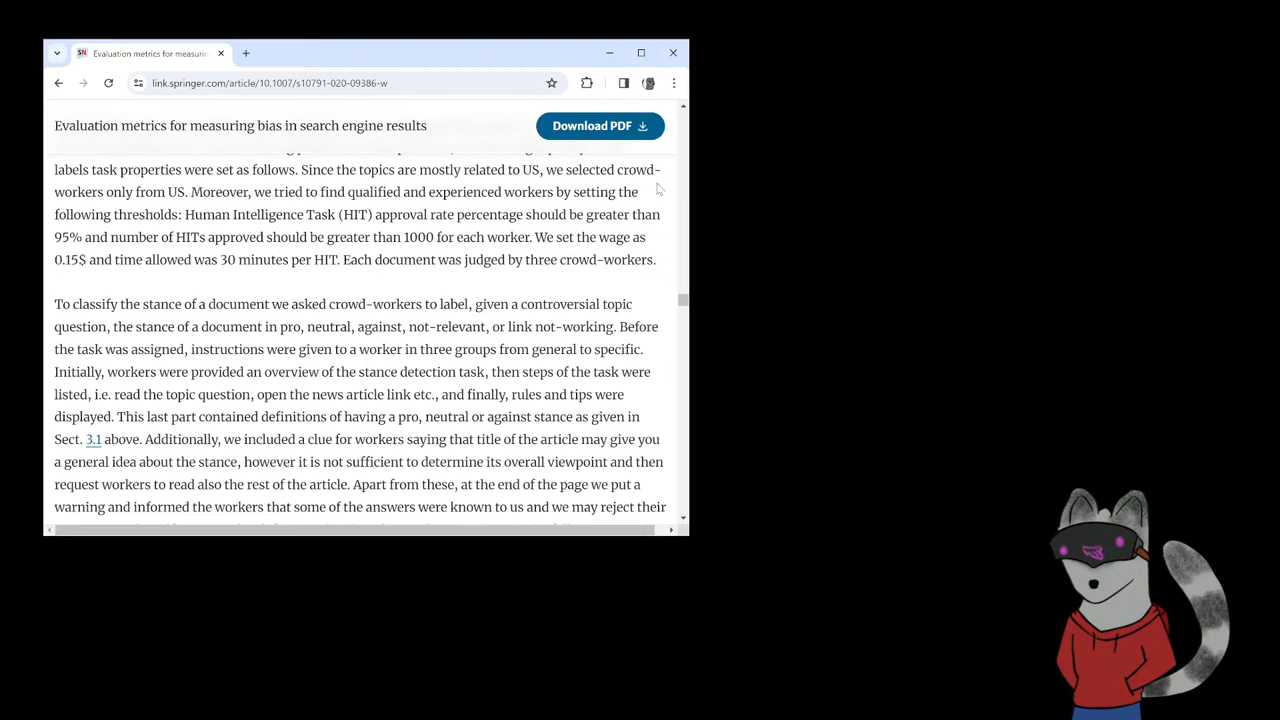 Evaluation metrics for measurin
link.springer.com/article/10.1007/s10791-020-09386-w
Evaluation metrics for measuring bias in search engine results
Download PDF
labels task properties were set as follows. Since the topics are mostly related to US, we selected crowd-
workers only from US. Moreover, we tried to find qualified and experienced workers by setting the
following thresholds: Human Intelligence Task (HIT) approval rate percentage should be greater than
95% and number of HITs approved should be greater than 1000 for each worker. We set the wage as
0.15$ and time allowed was 30 minutes per HIT. Each document was judged by three crowd-workers.
To classify the stance of a document we asked crowd-workers to label, given a controversial topic
question, the stance of a document in pro, neutral, against, not-relevant, or link not-working. Before
the task was assigned, instructions were given to a worker in three groups from general to specific.
Initially, workers were provided an overview of the stance detection task, then steps of the task were
listed, i.e. read the topic question, open the news article link etc., and finally, rules and tips were
displayed. This last part contained definitions of having a pro, neutral or against stance as given in
Sect. 3.1 above. Additionally, we included a clue for workers saying that title of the article may give you
a general idea about the stance, however it is not sufficient to determine its overall viewpoint and then
request workers to read also the rest of the article. Apart from these, at the end of the page we put a
warning and informed the workers that some of the answers were known to us and we may reject their